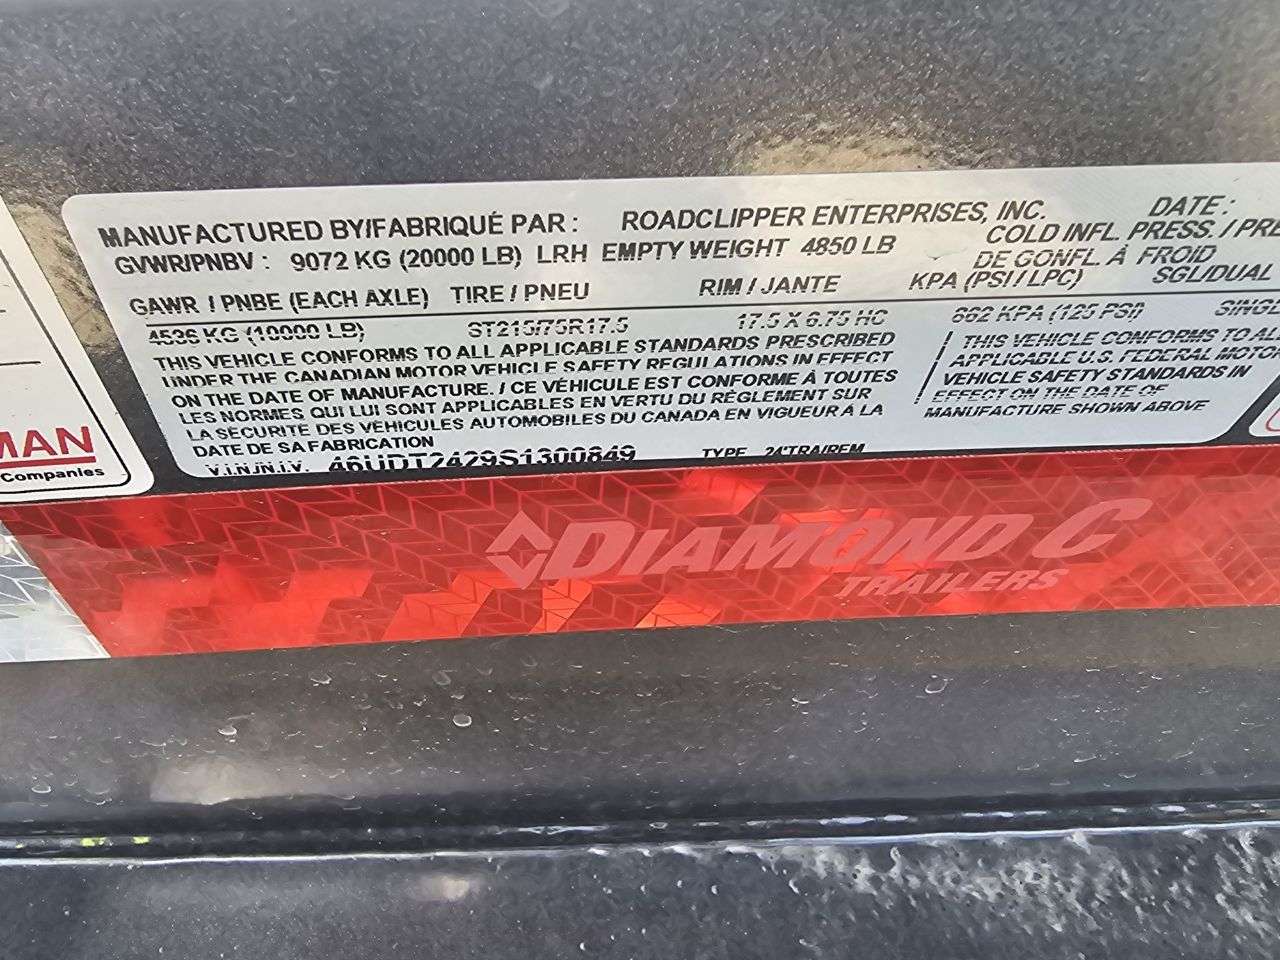 MANUFACTURED BY/FABRIQUÉ PAR : ROADCLIPPER ENTERPRISES, INC. DATE :
GVWR/PNBV : 9072 KG (20000 LB) LRH EMPTY WEIGHT 4850 LB COLD INFL. PRESS. / PRE
DE GONFL. À FROID
GAWR / PNBE (EACH AXLE) TIRE / PNEU RIM / JANTE KPA (PSI / LPC) SGL/DUAL
4536 KG (10000 LB) ST215/75R17.5 17.5 X 6.75 HC 862 KPA (125 PSI) SINGL
THIS VEHICLE CONFORMS TO ALL APPLICABLE STANDARDS PRESCRIBED
UNDER THE CANADIAN MOTOR VEHICLE SAFETY REGULATIONS IN EFFECT
ON THE DATE OF MANUFACTURE. / CE VÉHICULE EST CONFORME À TOUTES
LES NORMES QUI LUI SONT APPLICABLES EN VERTU DU RÈGLEMENT SUR
LA SÉCURITÉ DES VÉHICULES AUTOMOBILES DU CANADA EN VIGUEUR À LA
DATE DE SA FABRICATION
/ THIS VEHICLE CONFORMS TO ALL
APPLICABLE U.S. FEDERAL MOTOR
VEHICLE SAFETY STANDARDS IN
EFFECT ON THE DATE OF
MANUFACTURE SHOWN ABOVE
V.I.N./N.I.V. 46UDT2429S1300849 TYPE 24'TRA/REM
MAN
Companies
DIAMOND C
TRAILERS